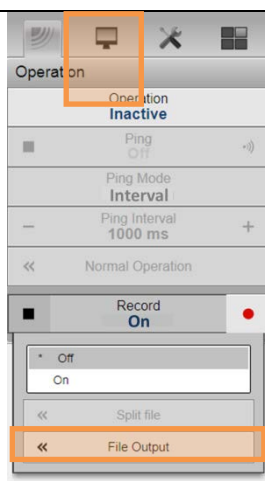 Operation
Operation
Inactive
Ping
Off
Ping Mode
Interval
Ping Interval
− 1000 ms +
« Normal Operation
Record
On
* Off
On
« Split file
« File Output